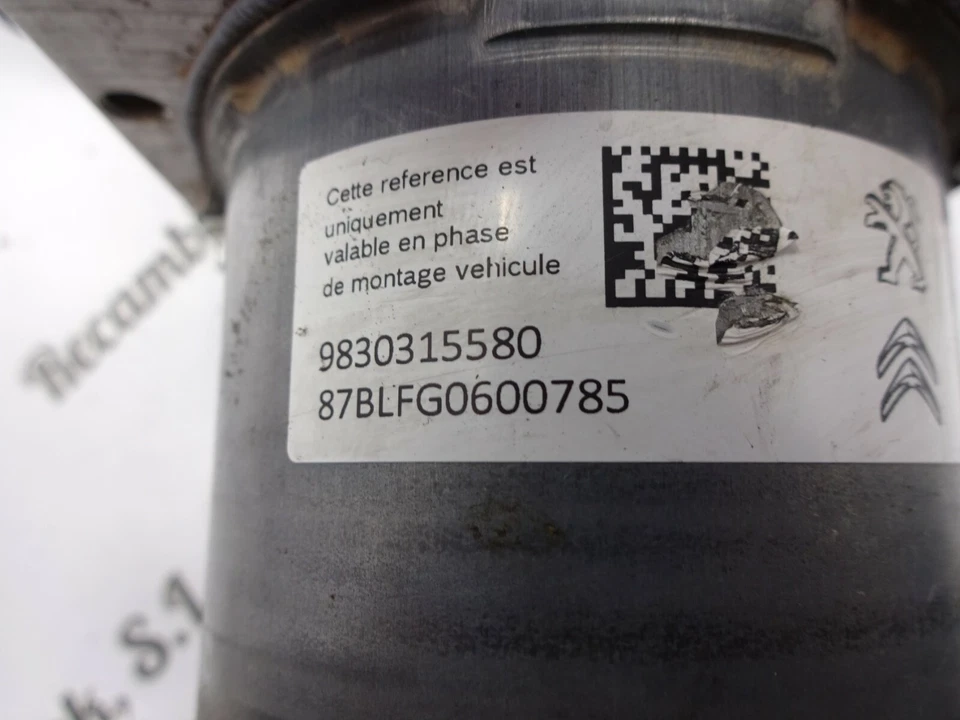 Cette reference est
uniquement
valable en phase
de montage vehicule
9830315580
87BLFG0600785